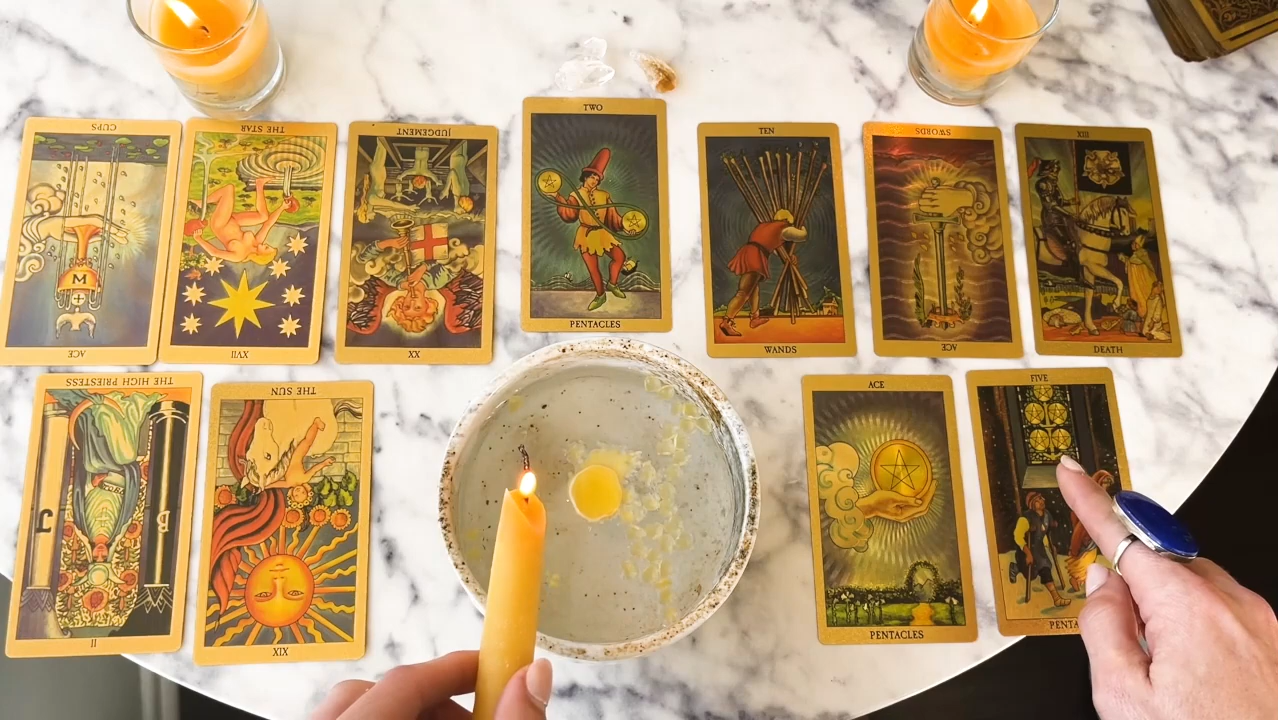 ACE
W
CUPS
XVII
THE STAR
XX
JUDGEMENT
TWO
PENTACLES
TEN
WANDS
ACE
SWORDS
XIII
DEATH
II
B J
THE HIGH PRIESTESS
XIX
THE SUN
ACE
PENTACLES
FIVE
PENTA